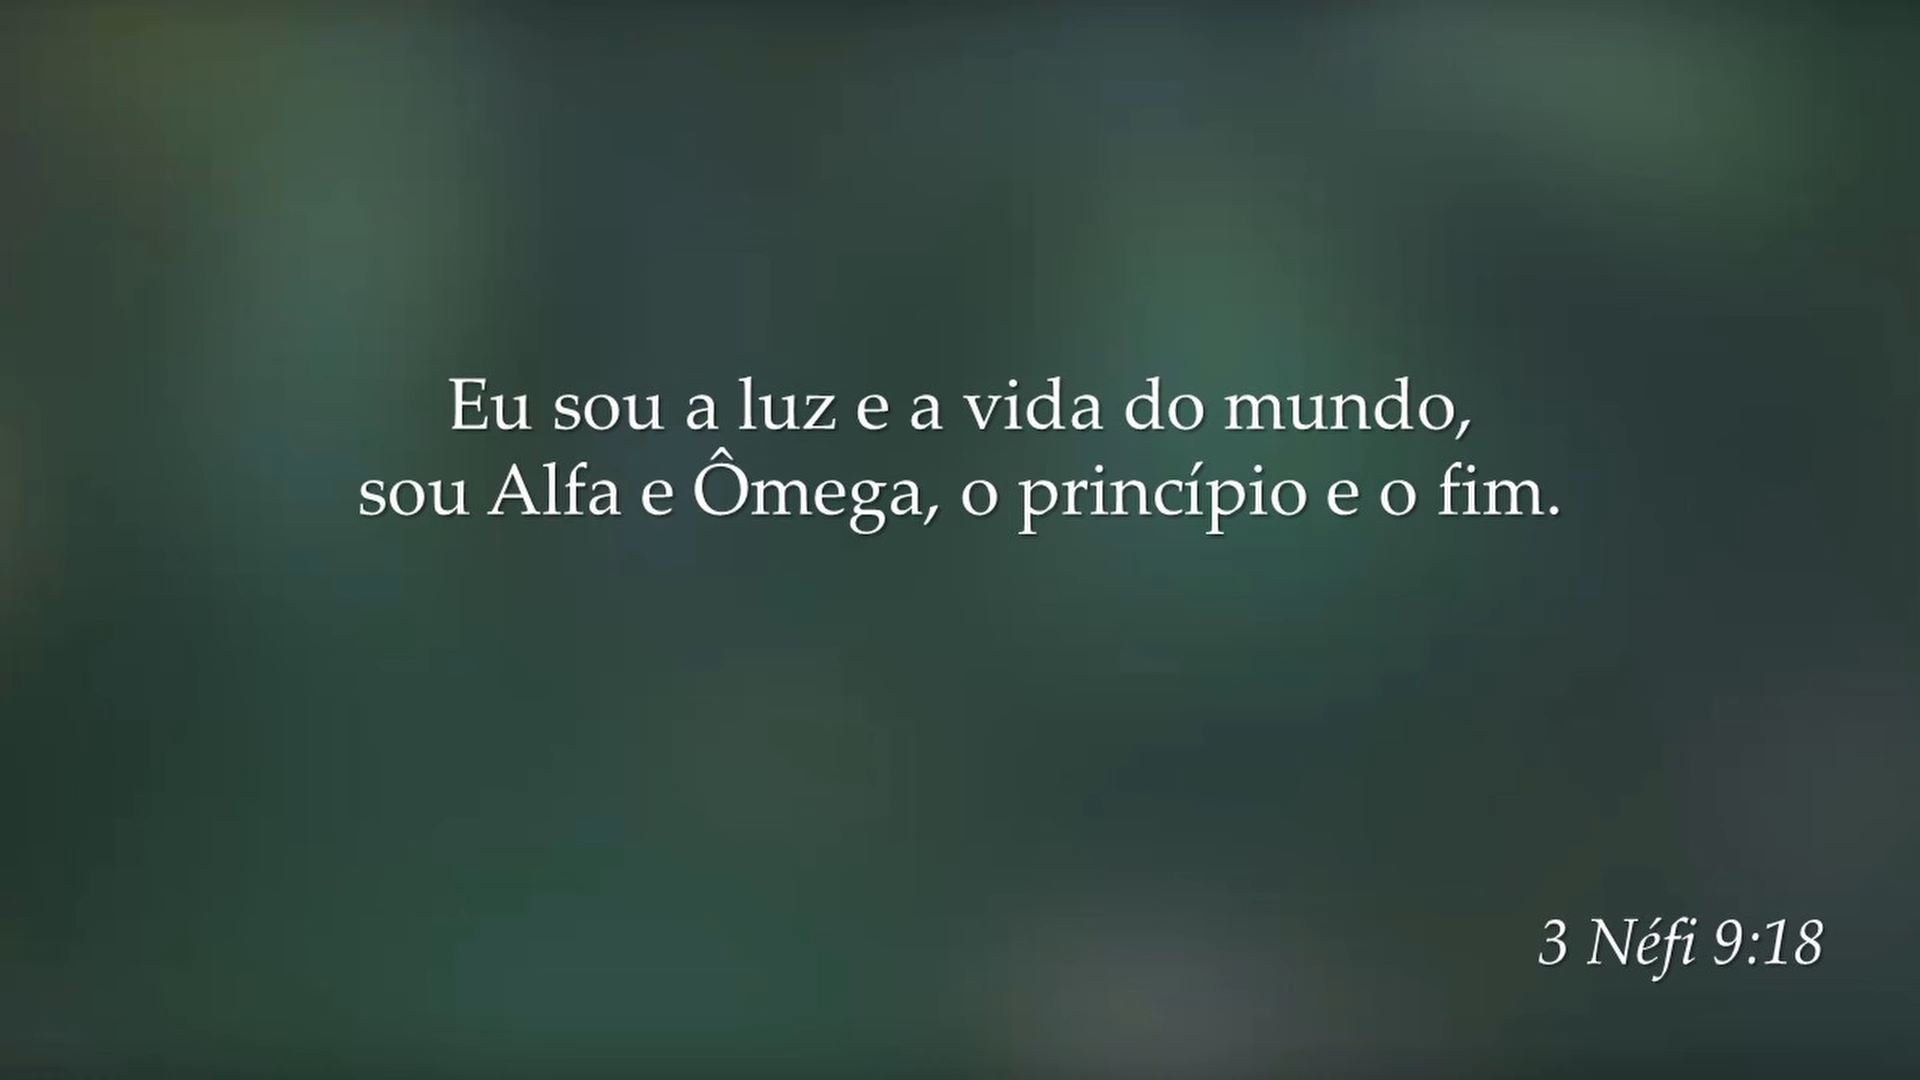 Eu sou a luz e a vida do mundo,
sou Alfa e Ômega, o princípio e o fim.
3 Néfi 9:18